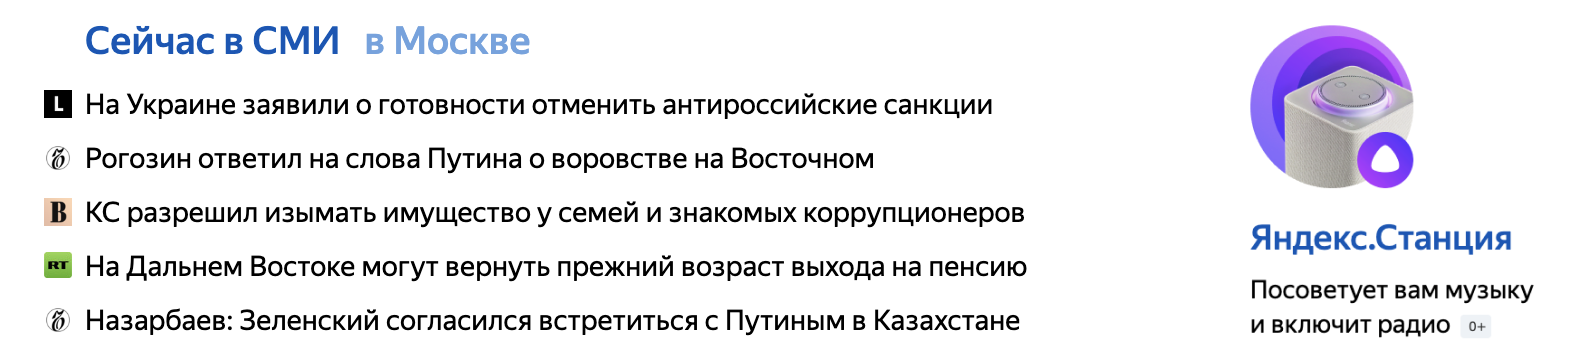 Сейчас в СМИ в Москве
L На Украине заявили о готовности отменить антироссийские санкции
Ъ Рогозин ответил на слова Путина о воровстве на Восточном
В КС разрешил изымать имущество у семей и знакомых коррупционеров
RT На Дальнем Востоке могут вернуть прежний возраст выхода на пенсию
Ъ Назарбаев: Зеленский согласился встретиться с Путиным в Казахстане
Яндекс.Станция
Посоветует вам музыку
и включит радио 0+